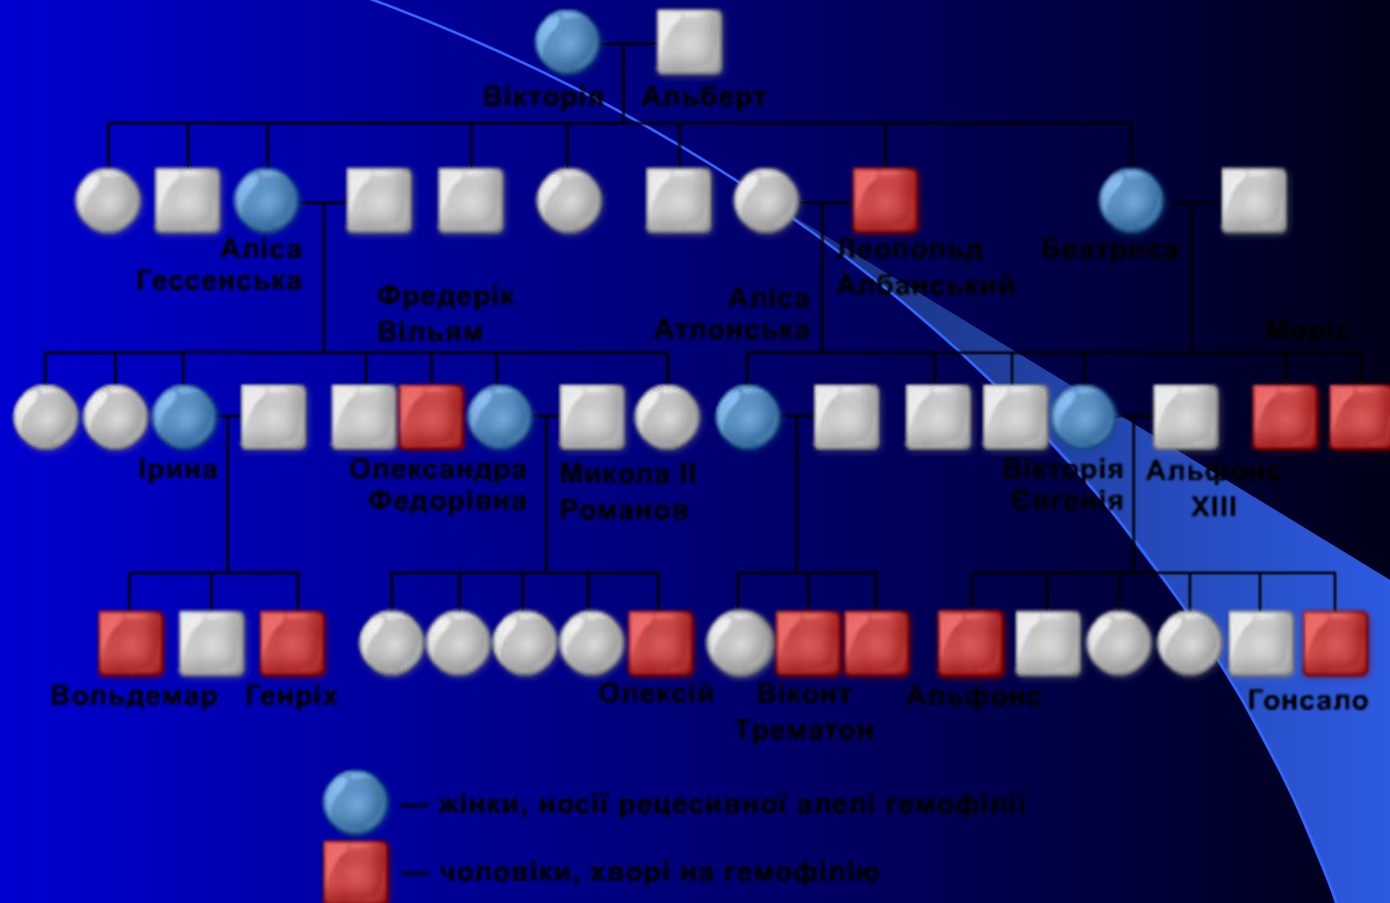 Вікторія Альберт
Аліса
Гессенська
Леопольд
Албанський
Беатриса
Фредерік
Вільям
Аліса
Атлонська
Моріс
Ірина
Олександра
Федорівна
Микола II
Романов
Вікторія
Євгенія
Альфонс
XIII
Вольдемар Генріх Олексій Віконт Альфонс Гонсало
Трематон
— жінки, носії рецесивної алелі гемофілії
— чоловіки, хворі на гемофілію